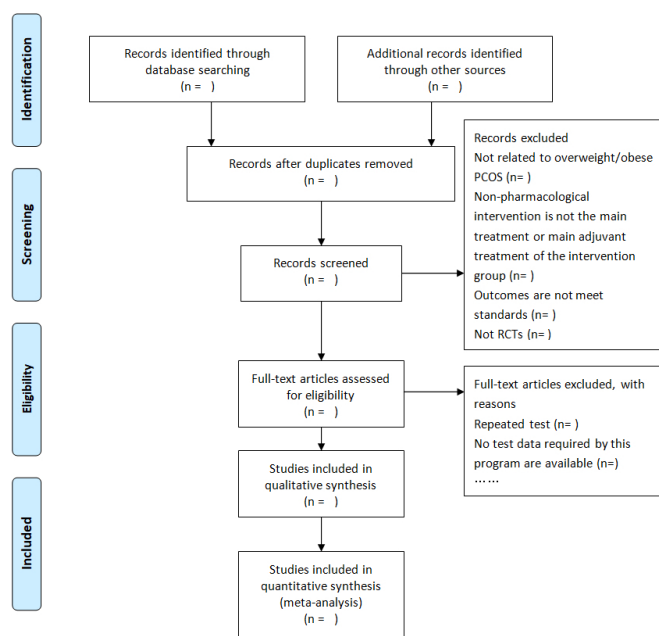 Identification
Records identified through
database searching
(n =   )
Additional records identified
through other sources
(n =   )
Records after duplicates removed
(n =   )
Screening
Records screened
(n =   )
Records excluded
Not related to overweight/obese
PCOS (n= )
Non-pharmacological
intervention is not the main
treatment or main adjuvant
treatment of the intervention
group (n= )
Outcomes are not meet
standards (n= )
Not RCTs (n= )
Eligibility
Full-text articles assessed
for eligibility
(n =   )
Full-text articles excluded, with
reasons
Repeated test (n= )
No test data required by this
program are available (n=)
……
Included
Studies included in
qualitative synthesis
(n =   )
Studies included in
quantitative synthesis
(meta-analysis)
(n =   )